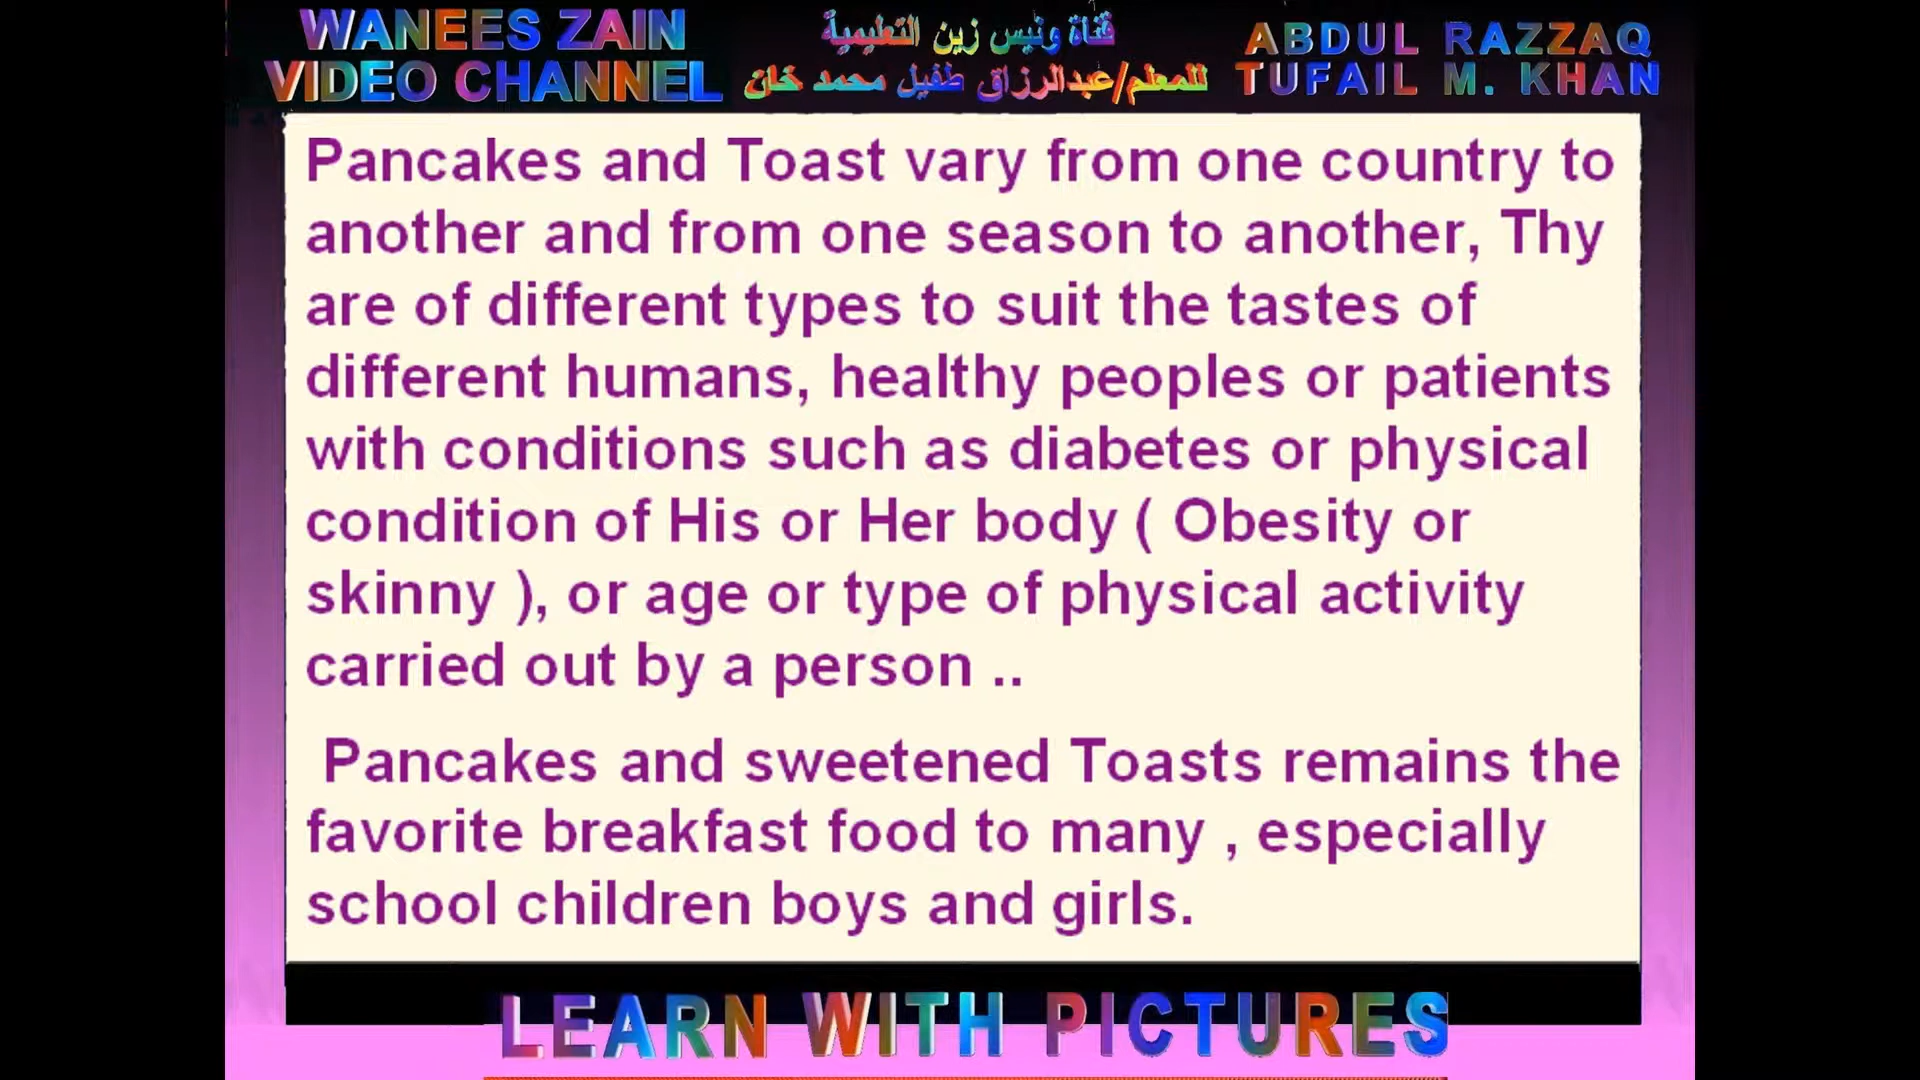 WANEES ZAIN
VIDEO CHANNEL
قناة ونيس زين التعليمية
للمعلم/عبدالرزاق طفيل محمد خان
ABDUL RAZZAQ
TUFAIL M. KHAN
Pancakes and Toast vary from one country to
another and from one season to another, Thy
are of different types to suit the tastes of
different humans, healthy peoples or patients
with conditions such as diabetes or physical
condition of His or Her body ( Obesity or
skinny ), or age or type of physical activity
carried out by a person ..
Pancakes and sweetened Toasts remains the
favorite breakfast food to many , especially
school children boys and girls.
LEARN WITH PICTURES